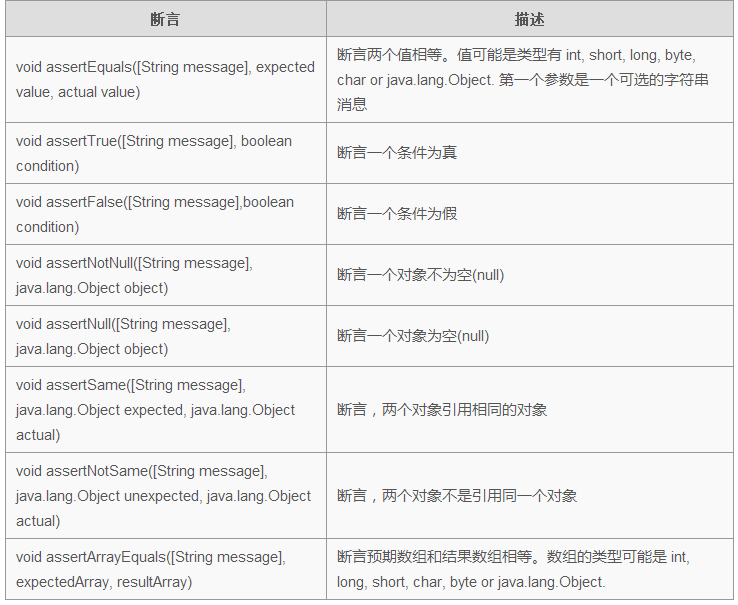 断言
描述
void assertEquals([String message], expected
value, actual value)
断言两个值相等。值可能是类型有 int, short, long, byte,
char or java.lang.Object. 第一个参数是一个可选的字符串
消息
void assertTrue([String message], boolean
condition)
断言一个条件为真
void assertFalse([String message],boolean
condition)
断言一个条件为假
void assertNotNull([String message],
java.lang.Object object)
断言一个对象不为空(null)
void assertNull([String message],
java.lang.Object object)
断言一个对象为空(null)
void assertSame([String message],
java.lang.Object expected, java.lang.Object
actual)
断言，两个对象引用相同的对象
void assertNotSame([String message],
java.lang.Object unexpected, java.lang.Object
actual)
断言，两个对象不是引用同一个对象
void assertArrayEquals([String message],
expectedArray, resultArray)
断言预期数组和结果数组相等。数组的类型可能是 int,
long, short, char, byte or java.lang.Object.